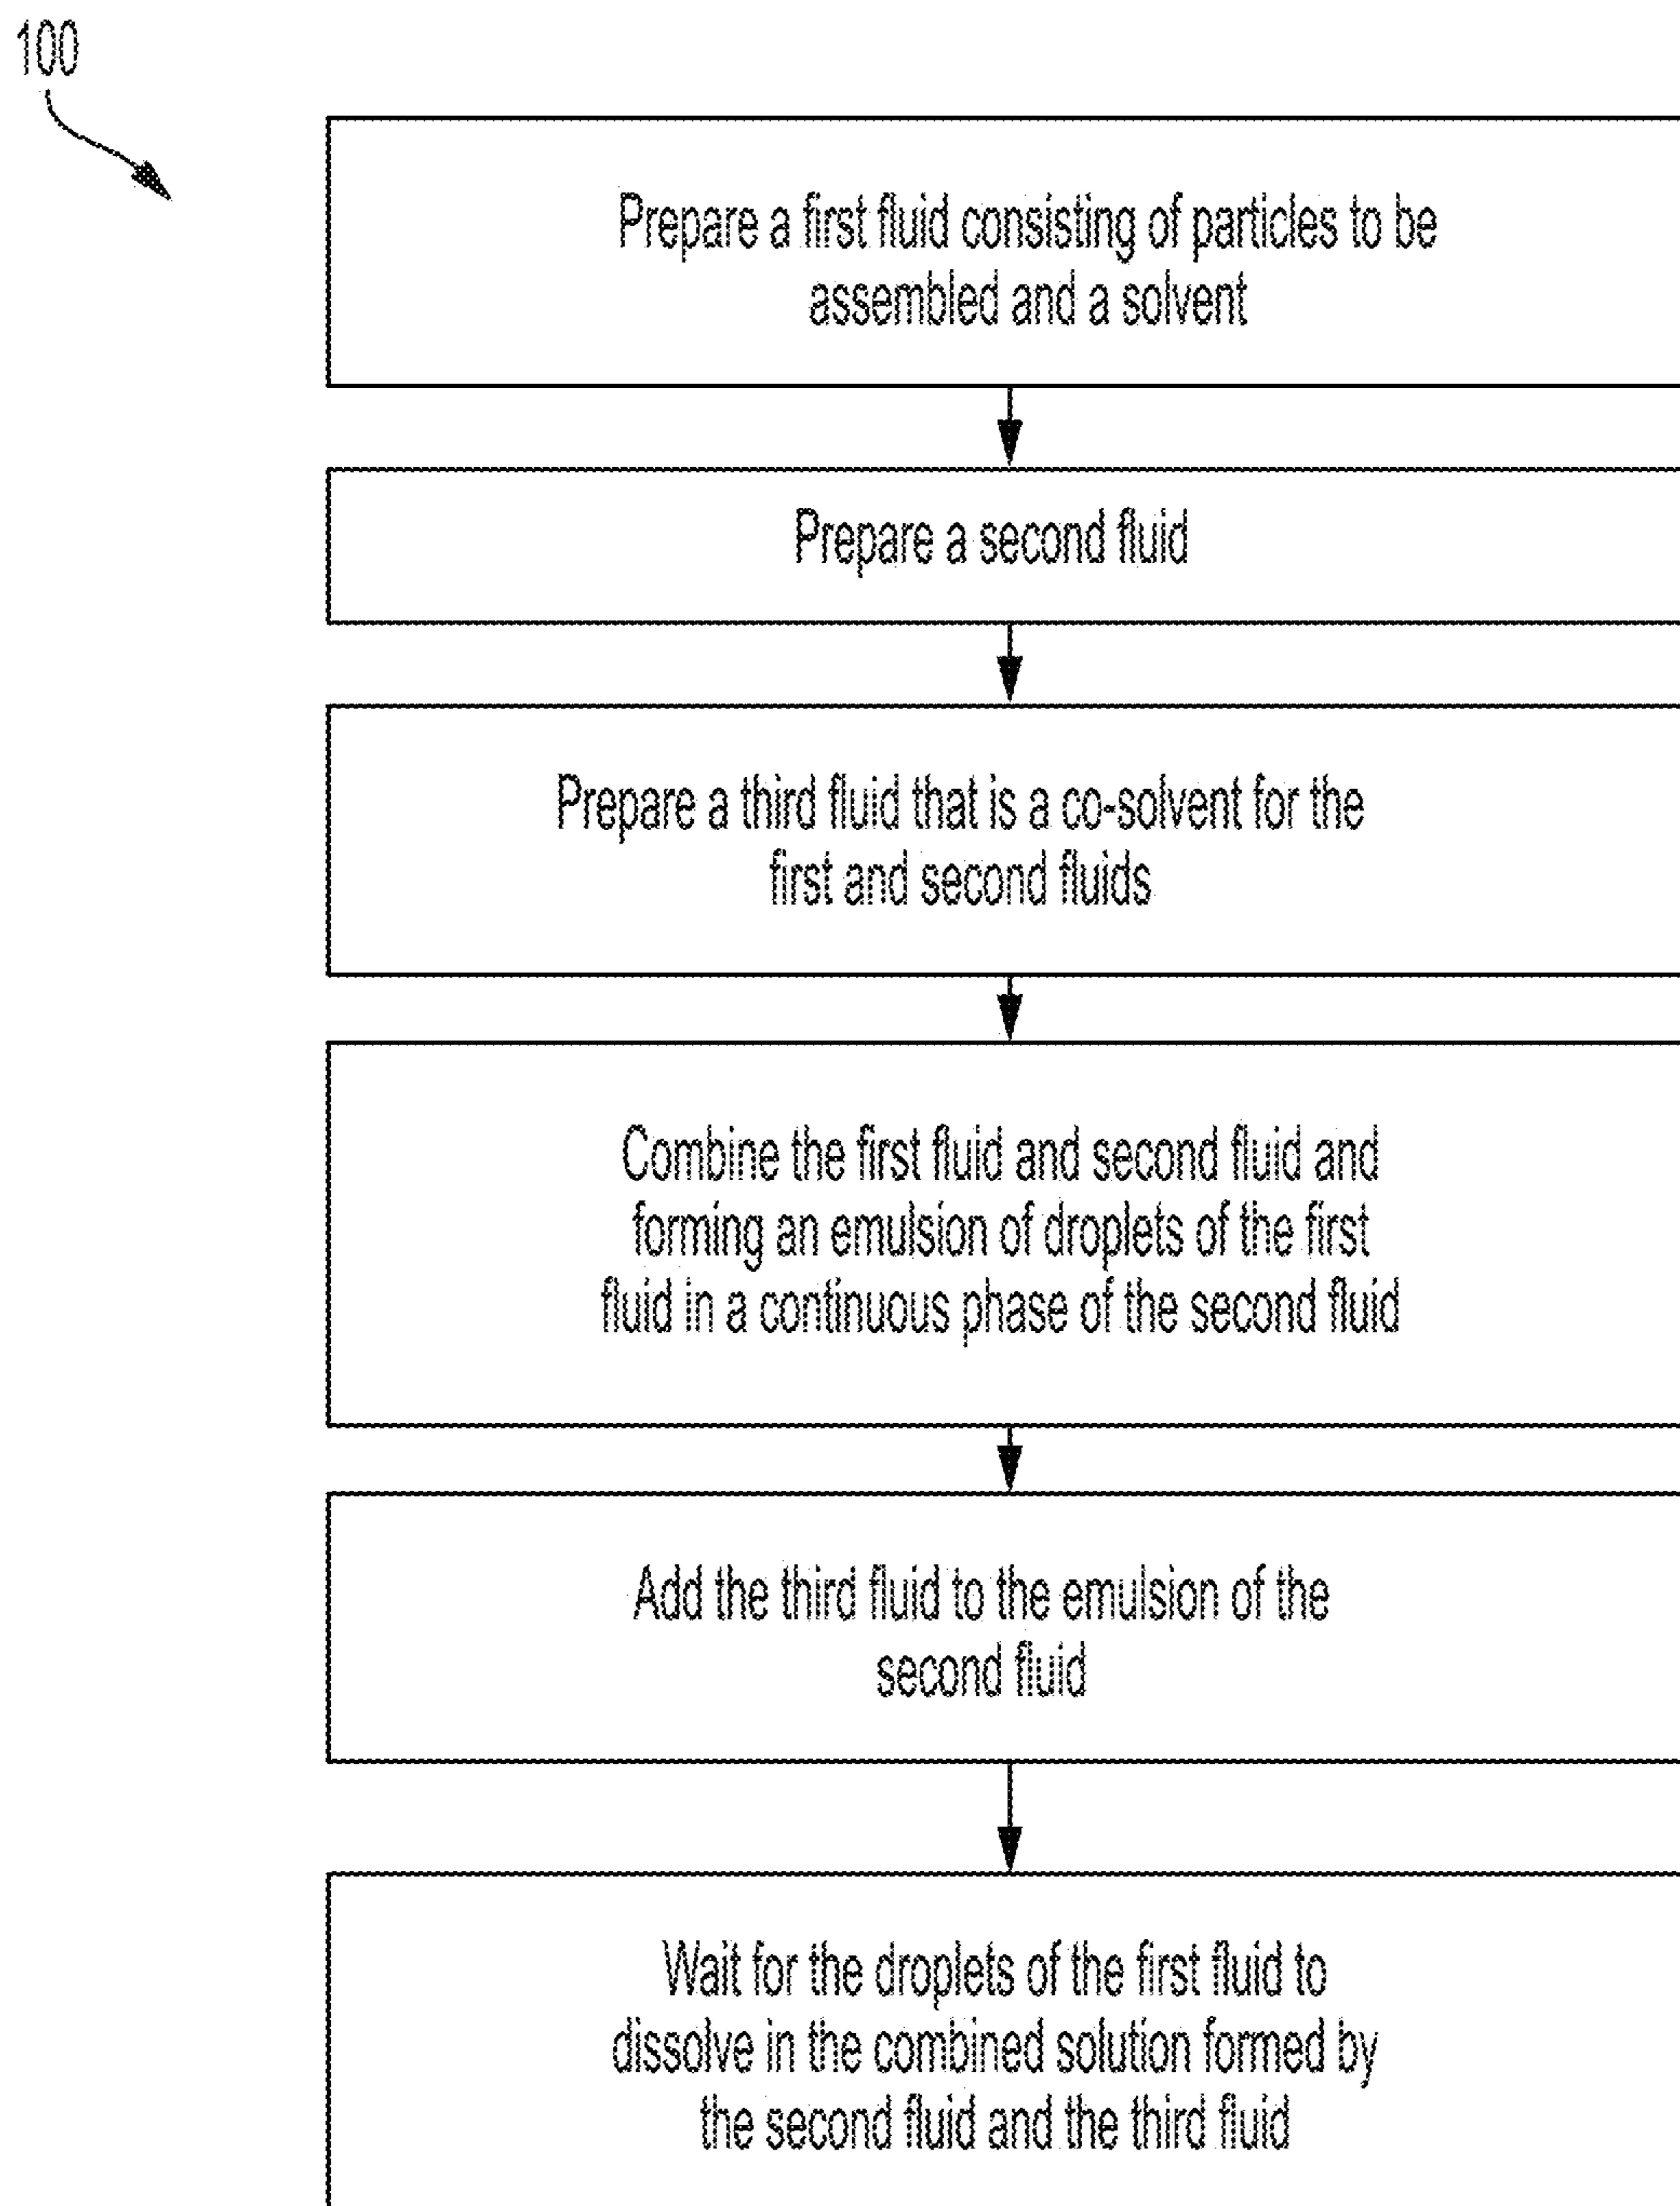 100
Prepare a first fluid consisting of particles to be
assembled and a solvent
Prepare a second fluid
Prepare a third fluid that is a co-solvent for the
first and second fluids
Combine the first fluid and second fluid and
forming an emulsion of droplets of the first
fluid in a continuous phase of the second fluid
Add the third fluid to the emulsion of the
second fluid
Wait for the droplets of the first fluid to
dissolve in the combined solution formed by
the second fluid and the third fluid